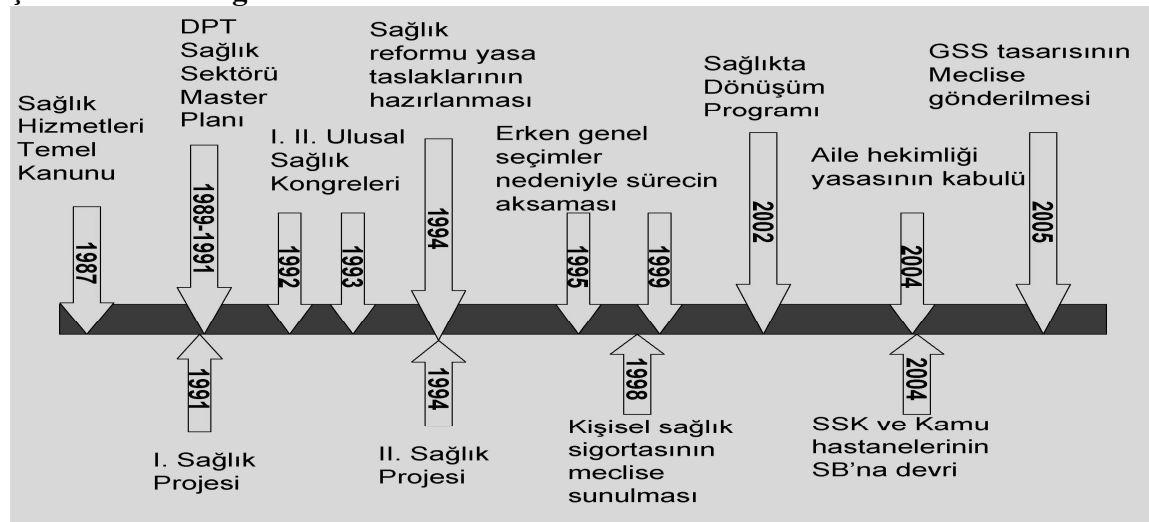 Sağlık
Hizmetleri
Temel
Kanunu
1987
DPT
Sağlık
Sektörü
Master
Planı
1989-1991
I. II. Ulusal
Sağlık
Kongreleri
1992
1993
Sağlık
reformu yasa
taslaklarının
hazırlanması
1994
Erken genel
seçimler
nedeniyle sürecin
aksaması
1995
1999
Sağlıkta
Dönüşüm
Programı
2002
Aile hekimliği
yasasının kabulü
2004
GSS tasarısının
Meclise
gönderilmesi
2005
1991
I. Sağlık
Projesi
1994
II. Sağlık
Projesi
1998
Kişisel sağlık
sigortasının
meclise
sunulması
2004
SSK ve Kamu
hastanelerinin
SB'na devri